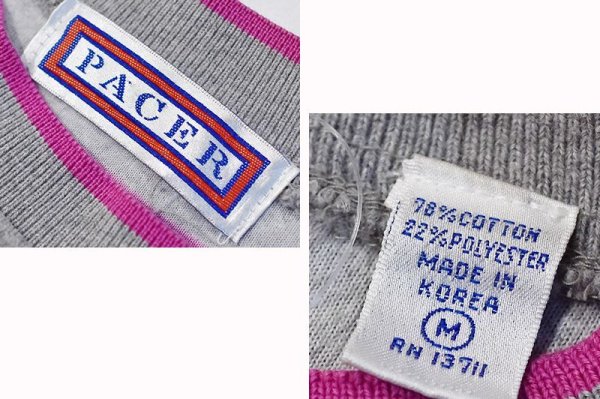 PACER
78% COTTON
22% POLYESTER
MADE IN
KOREA
M
RN 13711